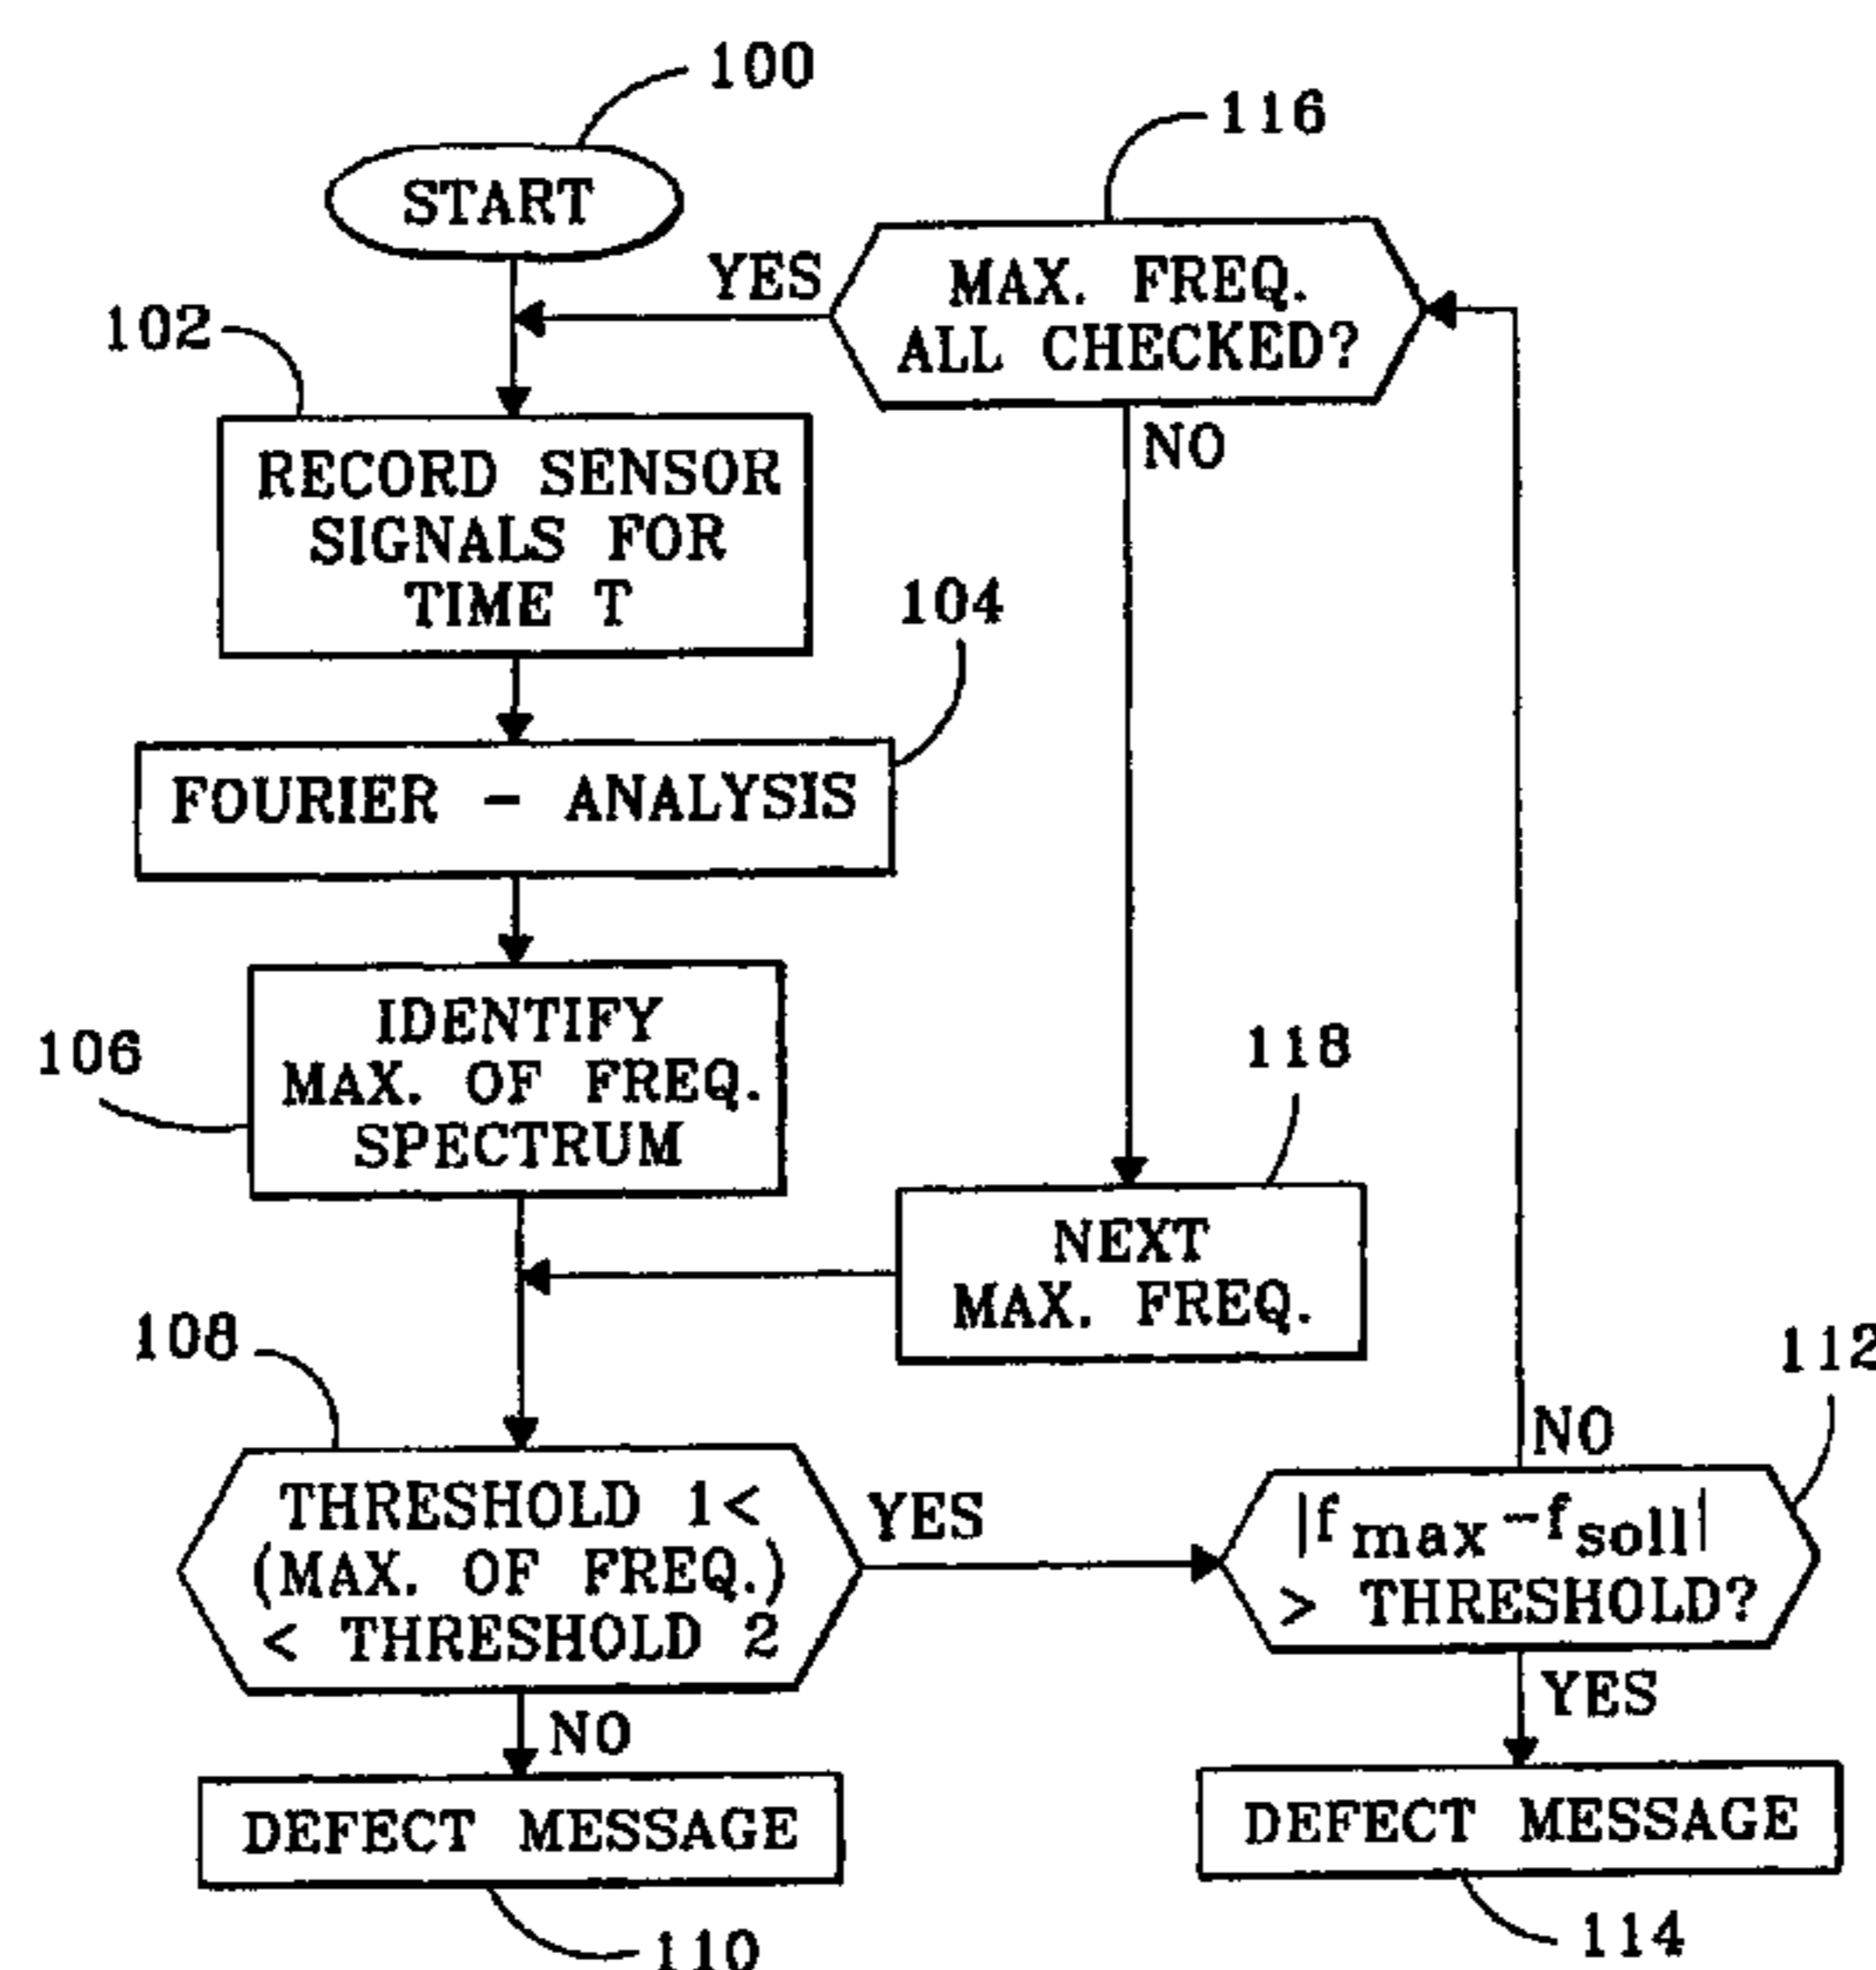 100
START
116
YES
MAX. FREQ.
ALL CHECKED?
102
NO
RECORD SENSOR
SIGNALS FOR
TIME T
104
FOURIER - ANALYSIS
106
IDENTIFY
MAX. OF FREQ.
SPECTRUM
118
NEXT
MAX. FREQ.
108
112
THRESHOLD 1<
(MAX. OF FREQ.)
< THRESHOLD 2
YES
NO
|fmax-fsoll|
> THRESHOLD?
NO
YES
DEFECT MESSAGE
110
DEFECT MESSAGE
114